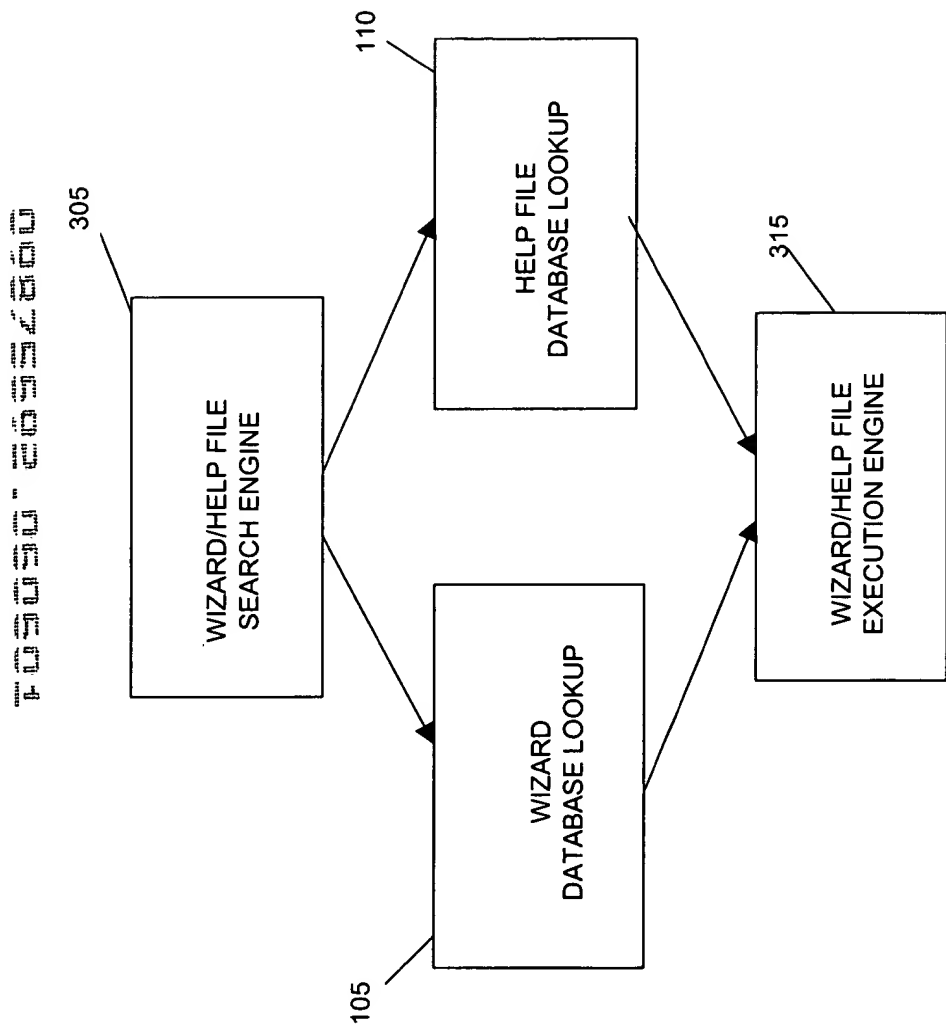 305
WIZARD/HELP FILE
SEARCH ENGINE
105
WIZARD
DATABASE LOOKUP
110
HELP FILE
DATABASE LOOKUP
315
WIZARD/HELP FILE
EXECUTION ENGINE